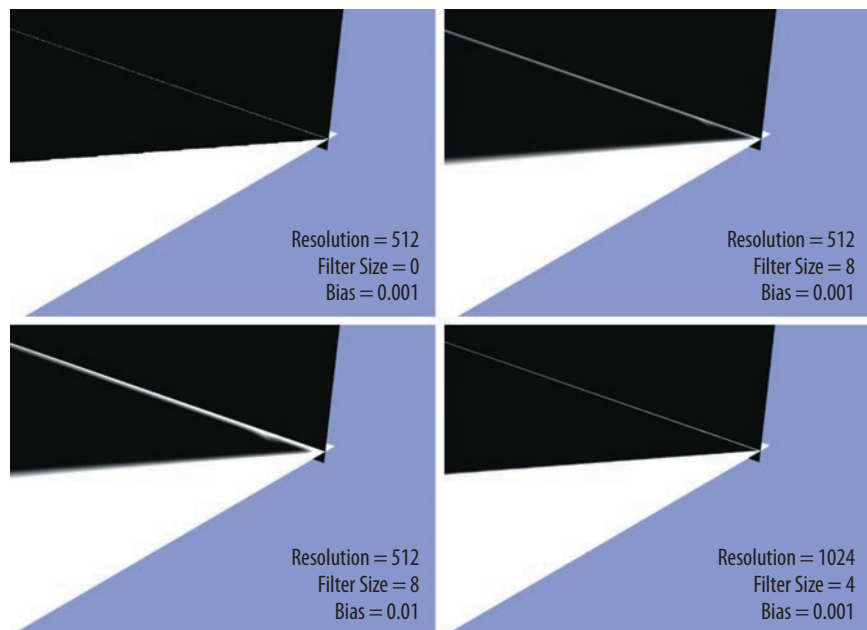 Resolution = 512
Filter Size = 0
Bias = 0.001
Resolution = 512
Filter Size = 8
Bias = 0.001
Resolution = 512
Filter Size = 8
Bias = 0.01
Resolution = 1024
Filter Size = 4
Bias = 0.001